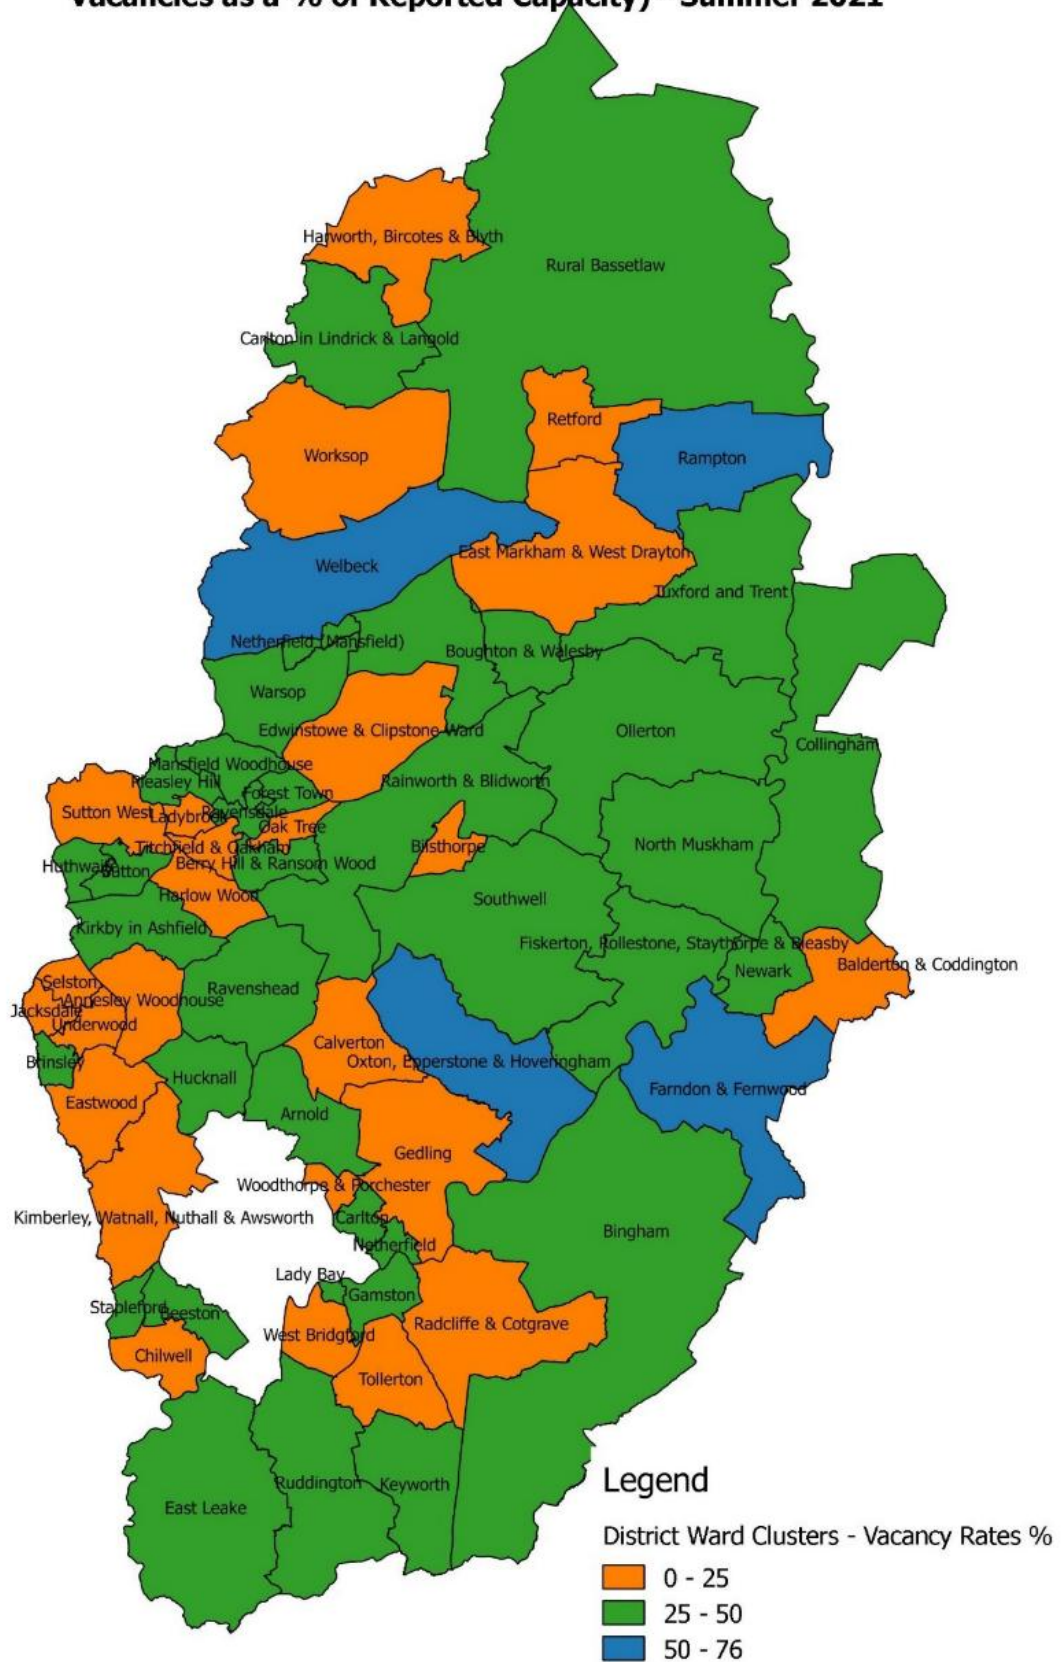 Vacancies as a % of Reported Capacity) - Summer 2021
Harworth, Bircotes & Blyth
Rural Bassetlaw
Carlton in Lindrick & Langold
Retford
Worksop
Rampton
East Markham & West Drayton
Welbeck
Tuxford and Trent
Netherfield (Mansfield)
Boughton & Walesby
Warsop
Edwinstowe & Clipstone Ward
Ollerton
Collingham
Mansfield Woodhouse
Pleasley Hill
Rainworth & Blidworth
Forest Town
Sutton West
Ladybrook
Ravensdale
Oak Tree
Titchfield & Oakham
Bilsthorpe
North Muskham
Huthwaite
Sutton
Berry Hill & Ransom Wood
Harlow Wood
Southwell
Kirkby in Ashfield
Fiskerton, Rollestone, Staythorpe & Bleasby
Balderton & Coddington
Newark
Selston
Ravenshead
Annesley Woodhouse
Jacksdale
Underwood
Calverton
Brinsley
Oxton, Epperstone & Hoveringham
Hucknall
Farndon & Fernwood
Eastwood
Arnold
Gedling
Woodthorpe & Porchester
Kimberley, Watnall, Nuthall & Awsworth
Carlton
Bingham
Netherfield
Lady Bay
Gamston
Stapleford
Beeston
Radcliffe & Cotgrave
West Bridgford
Chilwell
Tollerton
Legend
Ruddington
Keyworth
East Leake
District Ward Clusters - Vacancy Rates %
0 - 25
25 - 50
50 - 76